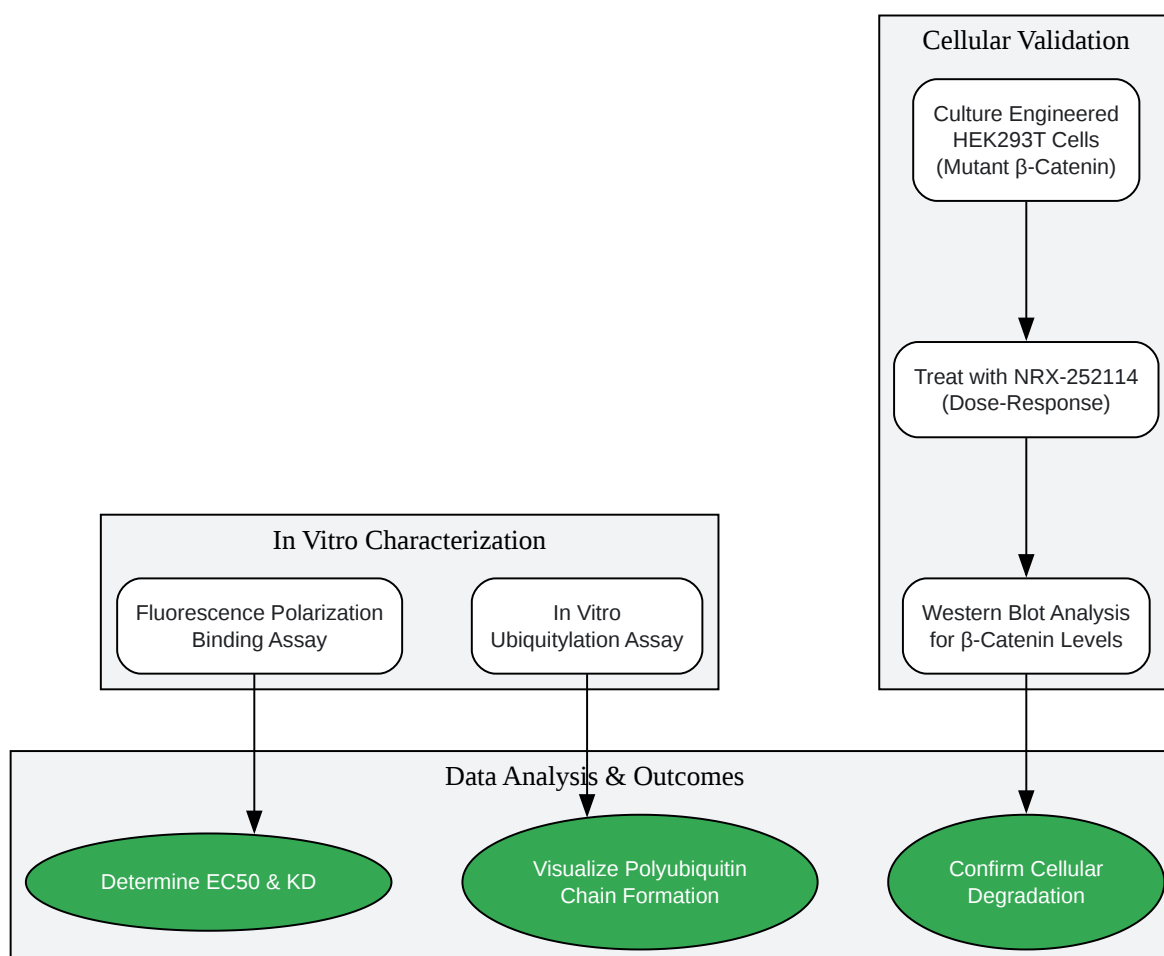 Cellular Validation
Culture Engineered
HEK293T Cells
(Mutant β-Catenin)
Treat with NRX-252114
(Dose-Response)
In Vitro Characterization
Fluorescence Polarization
Binding Assay
In Vitro
Ubiquitylation Assay
Western Blot Analysis
for β-Catenin Levels
Data Analysis & Outcomes
Determine EC50 & KD
Visualize Polyubiquitin
Chain Formation
Confirm Cellular
Degradation